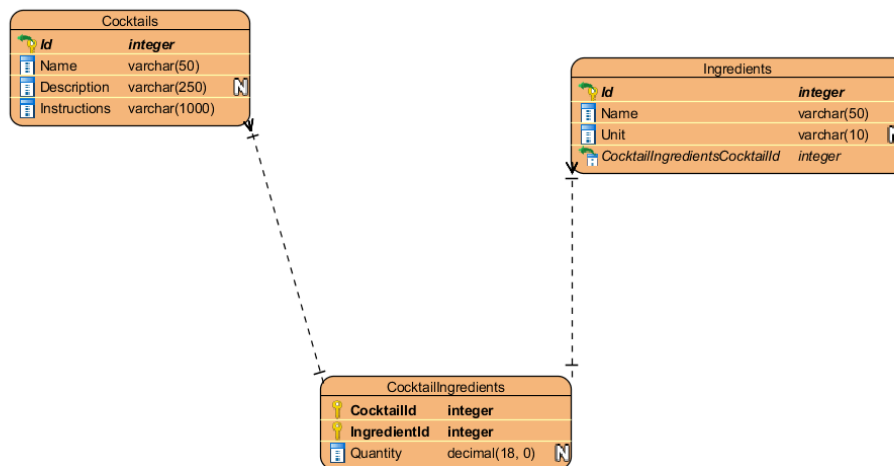 Cocktails
Id integer
Name varchar(50)
Description varchar(250) N
Instructions varchar(1000)
Ingredients
Id integer
Name varchar(50)
Unit varchar(10) N
CocktailIngredientsCocktailId integer
CocktailIngredients
CocktailId integer
IngredientId integer
Quantity decimal(18, 0) N